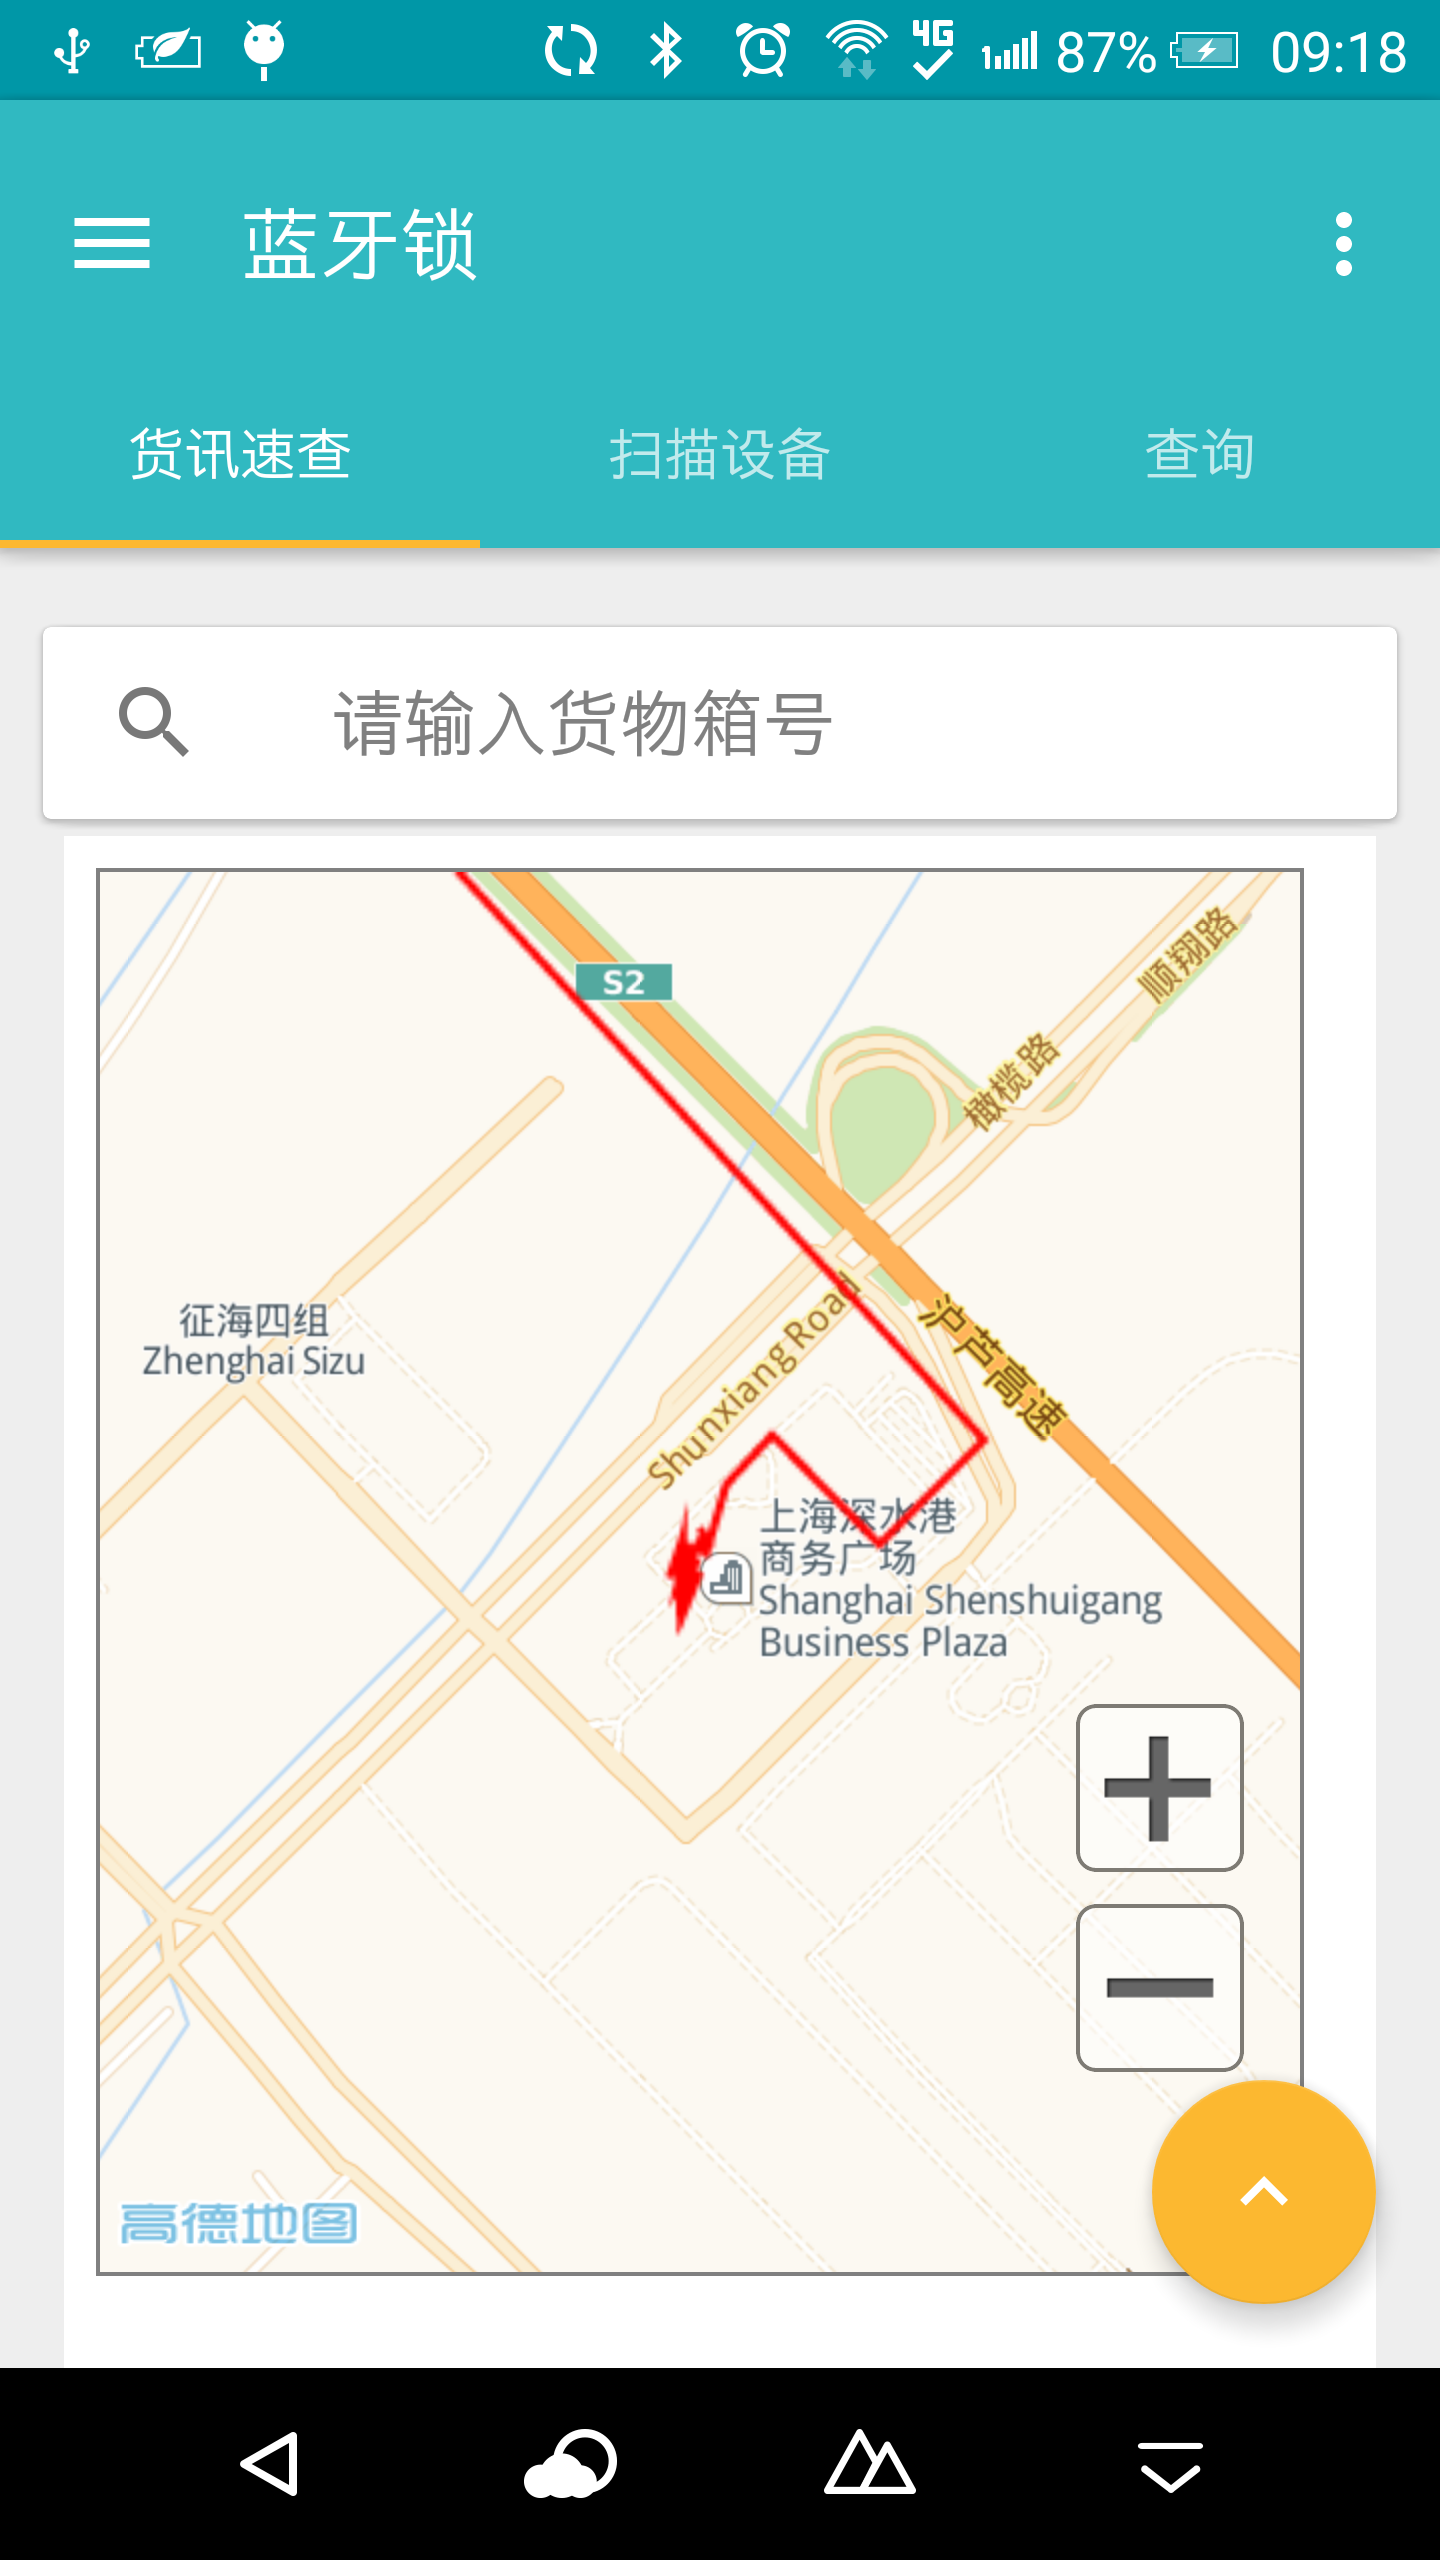 4G 87% 09:18
蓝牙锁
货讯速查 扫描设备 查询
请输入货物箱号
S2
顺翔路
橄榄路
征海四组
Zhenghai Sizu
Shunxiang Road
沪芦高速
上海深水港
商务广场
Shanghai Shenshuigang
Business Plaza
高德地图